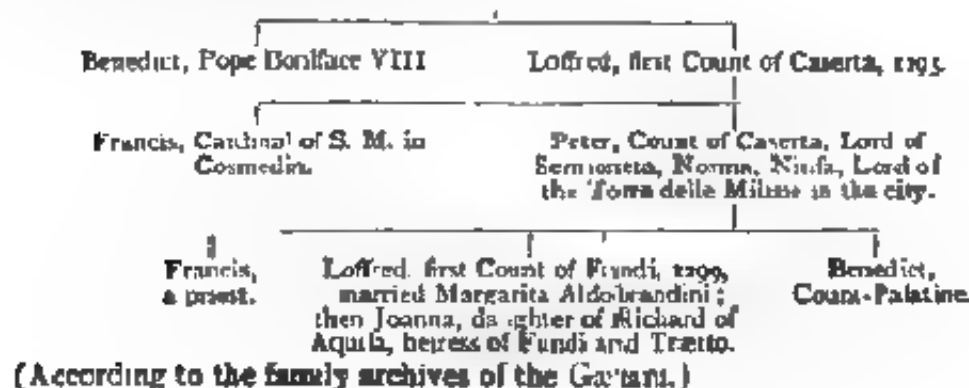 Benedict, Pope Boniface VIII
Loffred, first Count of Caserta, 1295.
Francis, Cardinal of S. M. in
Cosmedin.
Peter, Count of Caserta, Lord of
Sermoneta, Norma, Ninfa, Lord of
the Torre delle Milizie in the city.
Francis,
a priest.
Loffred, first Count of Fundi, 1299,
married Margarita Aldobrandini;
then Joanna, daughter of Richard of
Aquila, heiress of Fundi and Traetto.
Benedict,
Count-Palatine.
(According to the family archives of the Gaetani.)